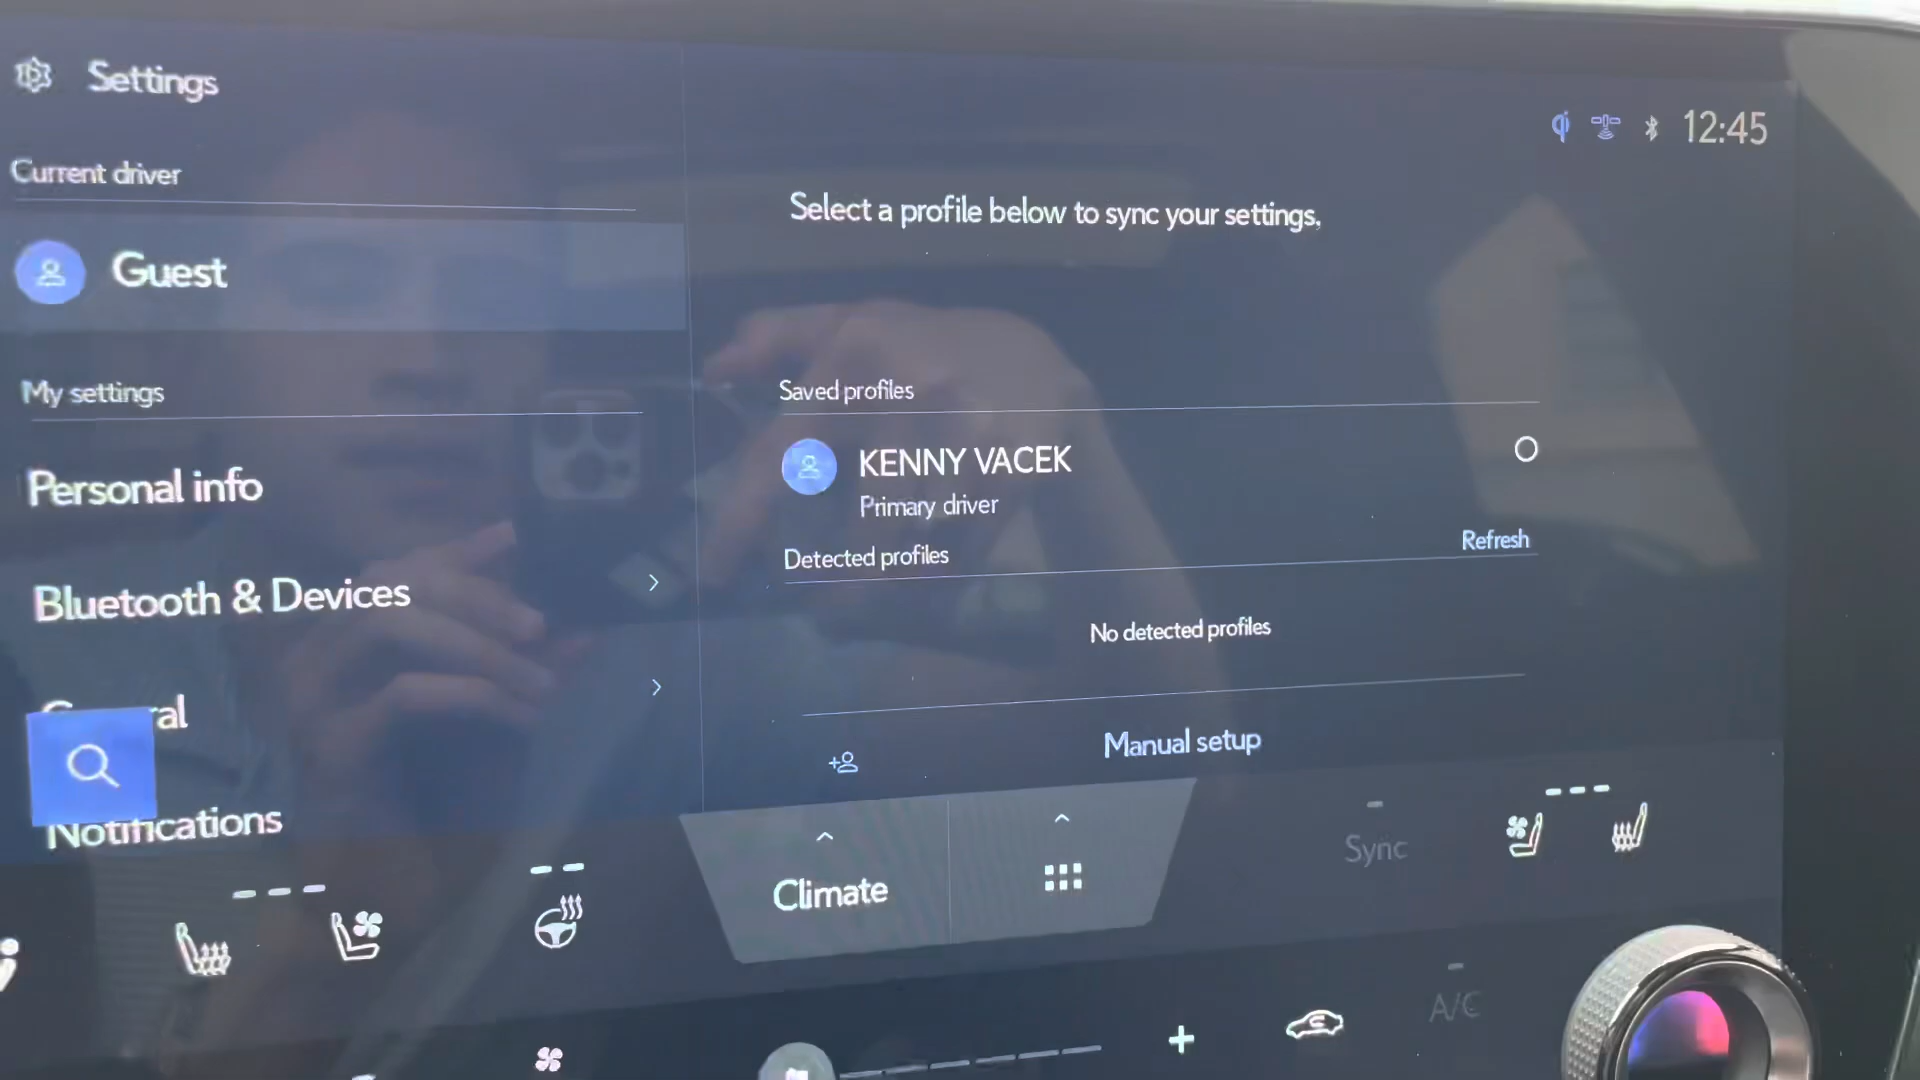 Settings
12:45
Current driver
Select a profile below to sync your settings.
Guest
My settings
Saved profiles
KENNY VACEK
Primary driver
Personal info
Detected profiles
Refresh
Bluetooth & Devices
No detected profiles
Manual setup
Notifications
Climate
Sync
A/C